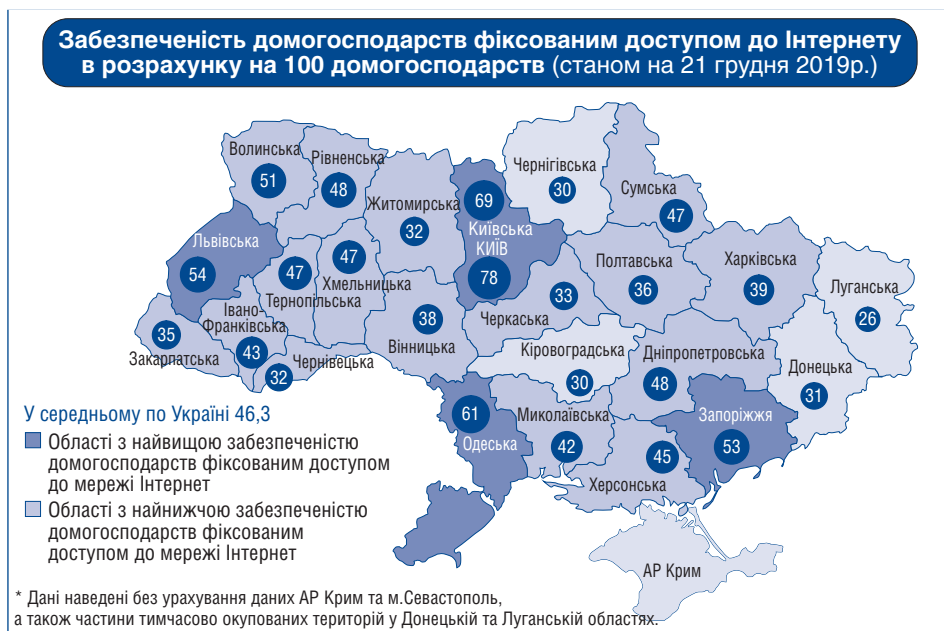 Забезпеченість домогосподарств фіксованим доступом до Інтернету
в розрахунку на 100 домогосподарств (станом на 21 грудня 2019р.)
Волинська
51
Рівненська
48
Житомирська
32
69
Київська
КИЇВ
78
Чернігівська
30
Сумська
47
Львівська
54
47
Тернопільська
47
Хмельницька
Полтавська
36
Харківська
39
Луганська
26
Івано-
Франківська
43
35
Закарпатська
32
Чернівецька
38
Вінницька
33
Черкаська
Кіровоградська
30
Дніпропетровська
48
Донецька
31
61
Одеська
Миколаївська
42
45
Херсонська
Запоріжжя
53
АР Крим
У середньому по Україні 46,3
Області з найвищою забезпеченістю
домогосподарств фіксованим доступом
до мережі Інтернет
Області з найнижчою забезпеченістю
домогосподарств фіксованим
доступом до мережі Інтернет
* Дані наведені без урахування даних АР Крим та м.Севастополь,
а також частини тимчасово окупованих територій у Донецькій та Луганській областях.